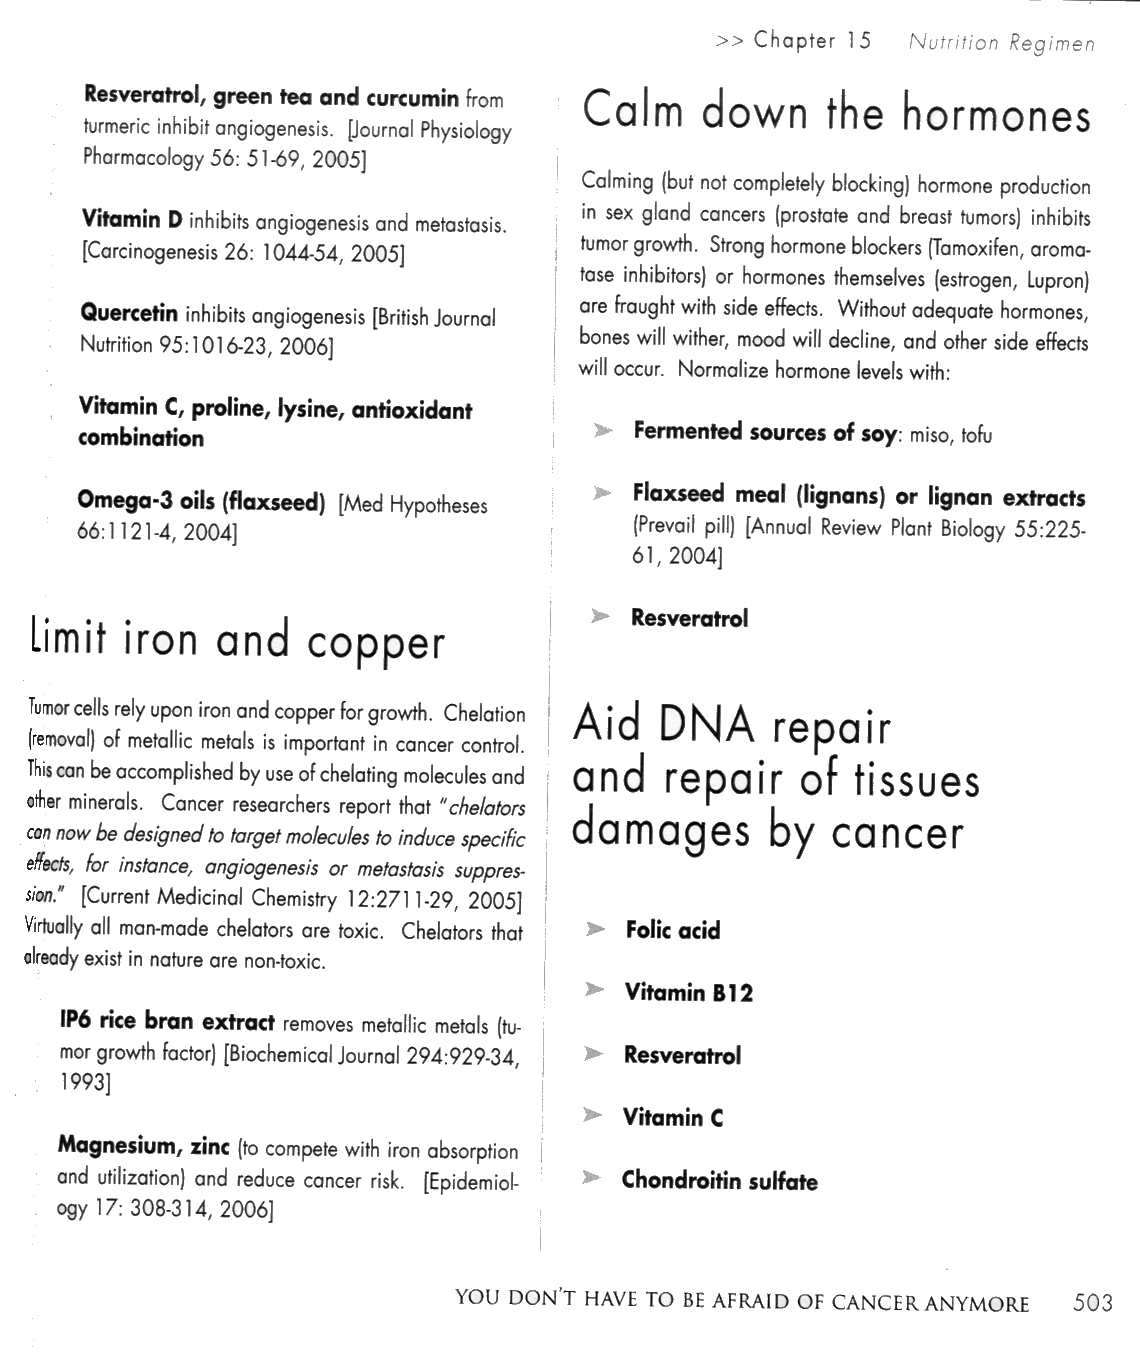 >> Chapter 15 Nutrition Regimen
Resveratrol, green tea and curcumin from
turmeric inhibit angiogenesis. [Journal Physiology
Pharmacology 56: 51-69, 2005]
Vitamin D inhibits angiogenesis and metastasis.
[Carcinogenesis 26: 1044-54, 2005]
Quercetin inhibits angiogenesis [British Journal
Nutrition 95:1016-23, 2006]
Vitamin C, proline, lysine, antioxidant
combination
Omega-3 oils (flaxseed) [Med Hypotheses
66:1121-4, 2004]
Limit iron and copper
Tumor cells rely upon iron and copper for growth. Chelation
(removal) of metallic metals is important in cancer control.
This can be accomplished by use of chelating molecules and
other minerals. Cancer researchers report that "chelators
can now be designed to target molecules to induce specific
effects, for instance, angiogenesis or metastasis suppres-
sion." [Current Medicinal Chemistry 12:2711-29, 2005]
Virtually all man-made chelators are toxic. Chelators that
already exist in nature are non-toxic.
IP6 rice bran extract removes metallic metals (tu-
mor growth factor) [Biochemical Journal 294:929-34,
1993]
Magnesium, zinc (to compete with iron absorption
and utilization) and reduce cancer risk. [Epidemiol-
ogy 17: 308-314, 2006]
Calm down the hormones
Calming (but not completely blocking) hormone production
in sex gland cancers (prostate and breast tumors) inhibits
tumor growth. Strong hormone blockers (Tamoxifen, aroma-
tase inhibitors) or hormones themselves (estrogen, Lupron)
are fraught with side effects. Without adequate hormones,
bones will wither, mood will decline, and other side effects
will occur. Normalize hormone levels with:
➤ Fermented sources of soy: miso, tofu
➤ Flaxseed meal (lignans) or lignan extracts
(Prevail pill) [Annual Review Plant Biology 55:225-
61, 2004]
➤ Resveratrol
Aid DNA repair
and repair of tissues
damages by cancer
➤ Folic acid
➤ Vitamin B12
➤ Resveratrol
➤ Vitamin C
➤ Chondroitin sulfate
YOU DON'T HAVE TO BE AFRAID OF CANCER ANYMORE 503